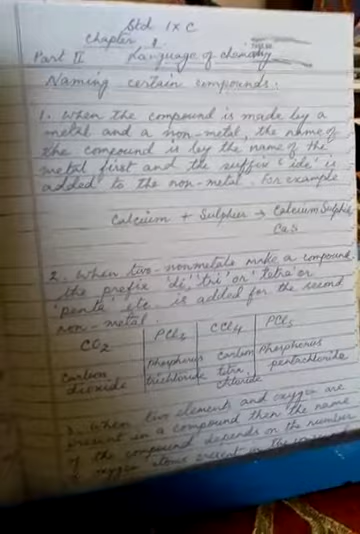 Std IX C
Chapter 1.
Part II Language of chemistry
Naming certain compounds.
1. When the compound is made by a
metal and a non-metal, the name of
the compound is by the name of the
metal first and the suffix 'ide' is
added to the non-metal. For example
Calcium + Sulphur → Calcium Sulphide
CaS
2. When two-nonmetals make a compound
the prefix 'di', 'tri' or 'tetra' or
'penta' etc. is added for the second
non-metal.
CO2 PCl3 CCl4 PCl5
Carbon dioxide Phosphorus trichloride Carbon tetra chloride Phosphorus pentachloride
3. When two elements and oxygen are
present in a compound then the name
of the compound depends on the number
oxygen atoms present in the